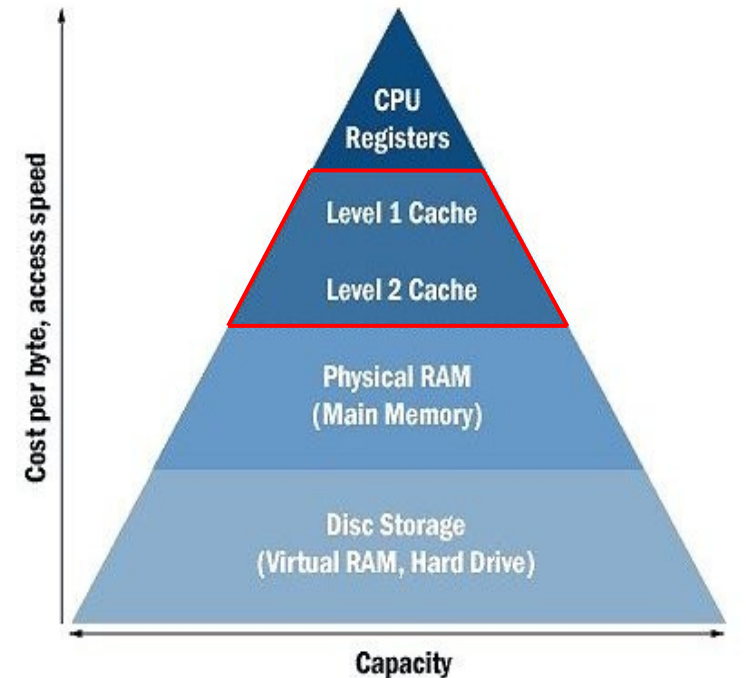 Cost per byte, access speed
CPU
Registers
Level 1 Cache
Level 2 Cache
Physical RAM
(Main Memory)
Disc Storage
(Virtual RAM, Hard Drive)
Capacity